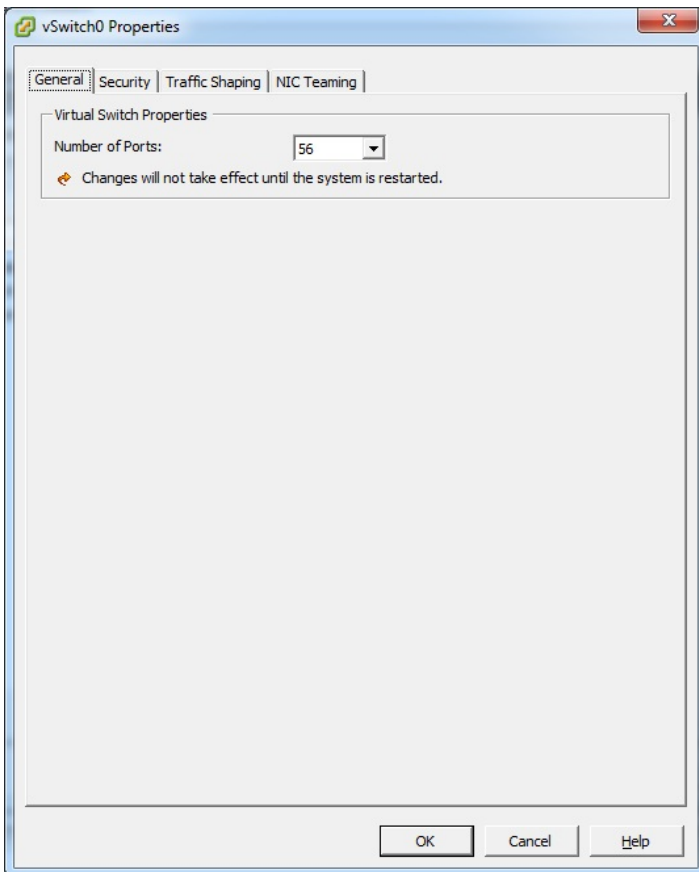 vSwitch0 Properties
x
General Security Traffic Shaping NIC Teaming
Virtual Switch Properties
Number of Ports: 56
Changes will not take effect until the system is restarted.
OK Cancel Help